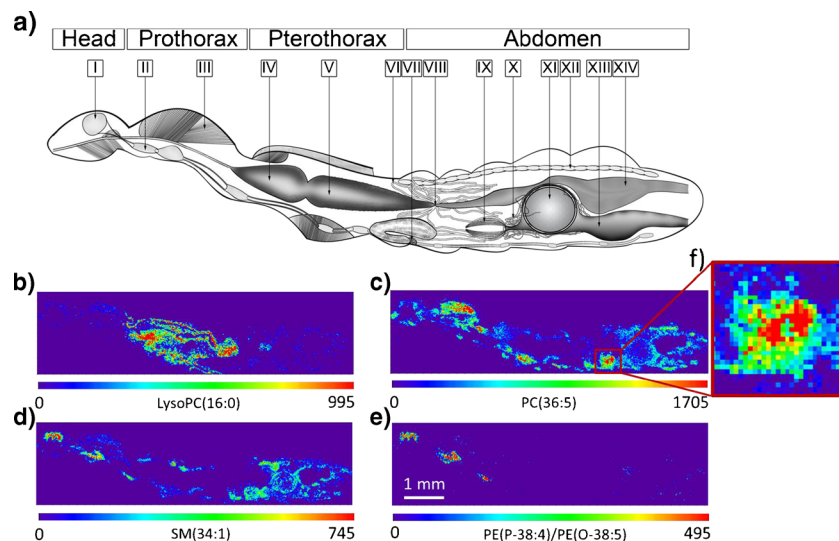 a)
Head Prothorax Pterothorax Abdomen
I II III IV V VI VII VIII IX X XI XII XIII XIV
b) c) f)
0 995 0 1705
LysoPC(16:0) PC(36:5)
d) e)
1 mm
0 745 0 495
SM(34:1) PE(P-38:4)/PE(O-38:5)